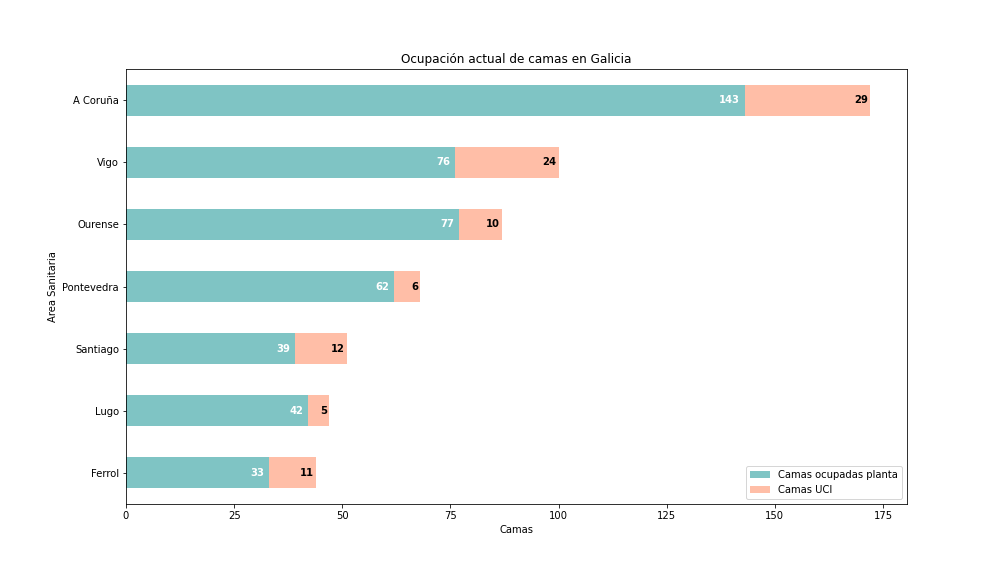 Ocupación actual de camas en Galicia
A Coruña 143 29
Vigo 76 24
Ourense 77 10
Pontevedra 62 6
Santiago 39 12
Lugo 42 5
Ferrol 33 11
Area Sanitaria
Camas ocupadas planta
Camas UCI
0 25 50 75 100 125 150 175
Camas